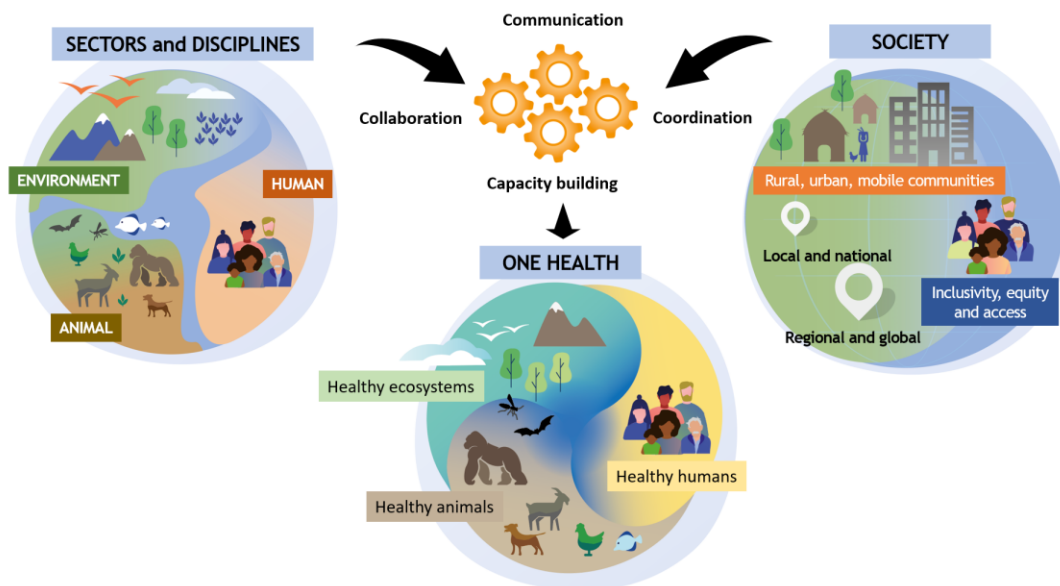 Communication
SECTORS and DISCIPLINES
SOCIETY
Collaboration
Coordination
Capacity building
ENVIRONMENT
HUMAN
ANIMAL
Rural, urban, mobile communities
Local and national
Inclusivity, equity
and access
Regional and global
ONE HEALTH
Healthy ecosystems
Healthy humans
Healthy animals